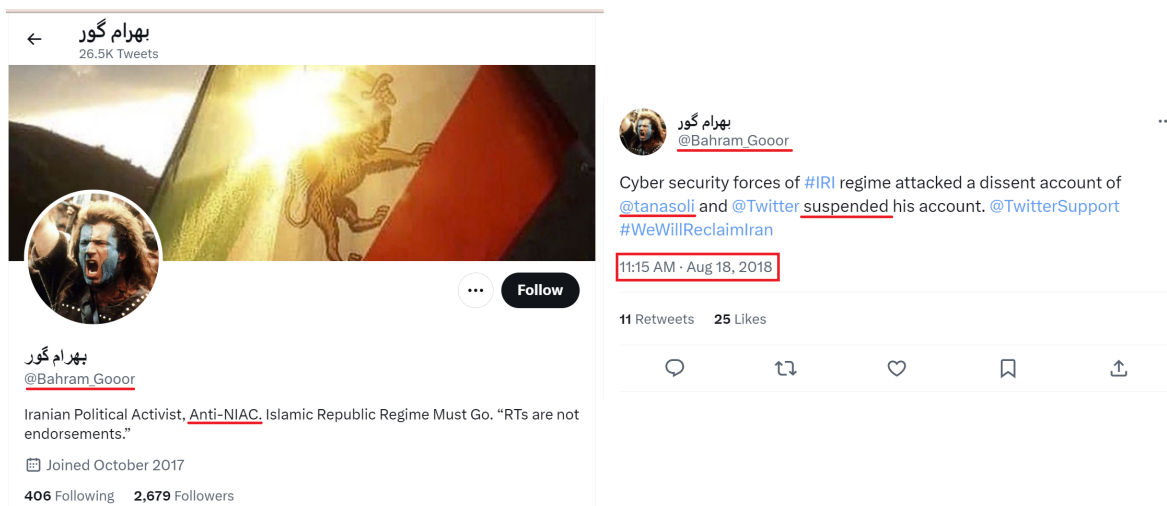 بهرام گور
26.5K Tweets
Follow
بهرام گور
@Bahram_Gooor
Iranian Political Activist, Anti-NIAC. Islamic Republic Regime Must Go. “RTs are not
endorsements.”
Joined October 2017
406 Following 2,679 Followers
بهرام گور
@Bahram_Gooor
Cyber security forces of #IRI regime attacked a dissent account of
@tanasoli and @Twitter suspended his account. @TwitterSupport
#WeWillReclaimIran
11:15 AM · Aug 18, 2018
11 Retweets 25 Likes